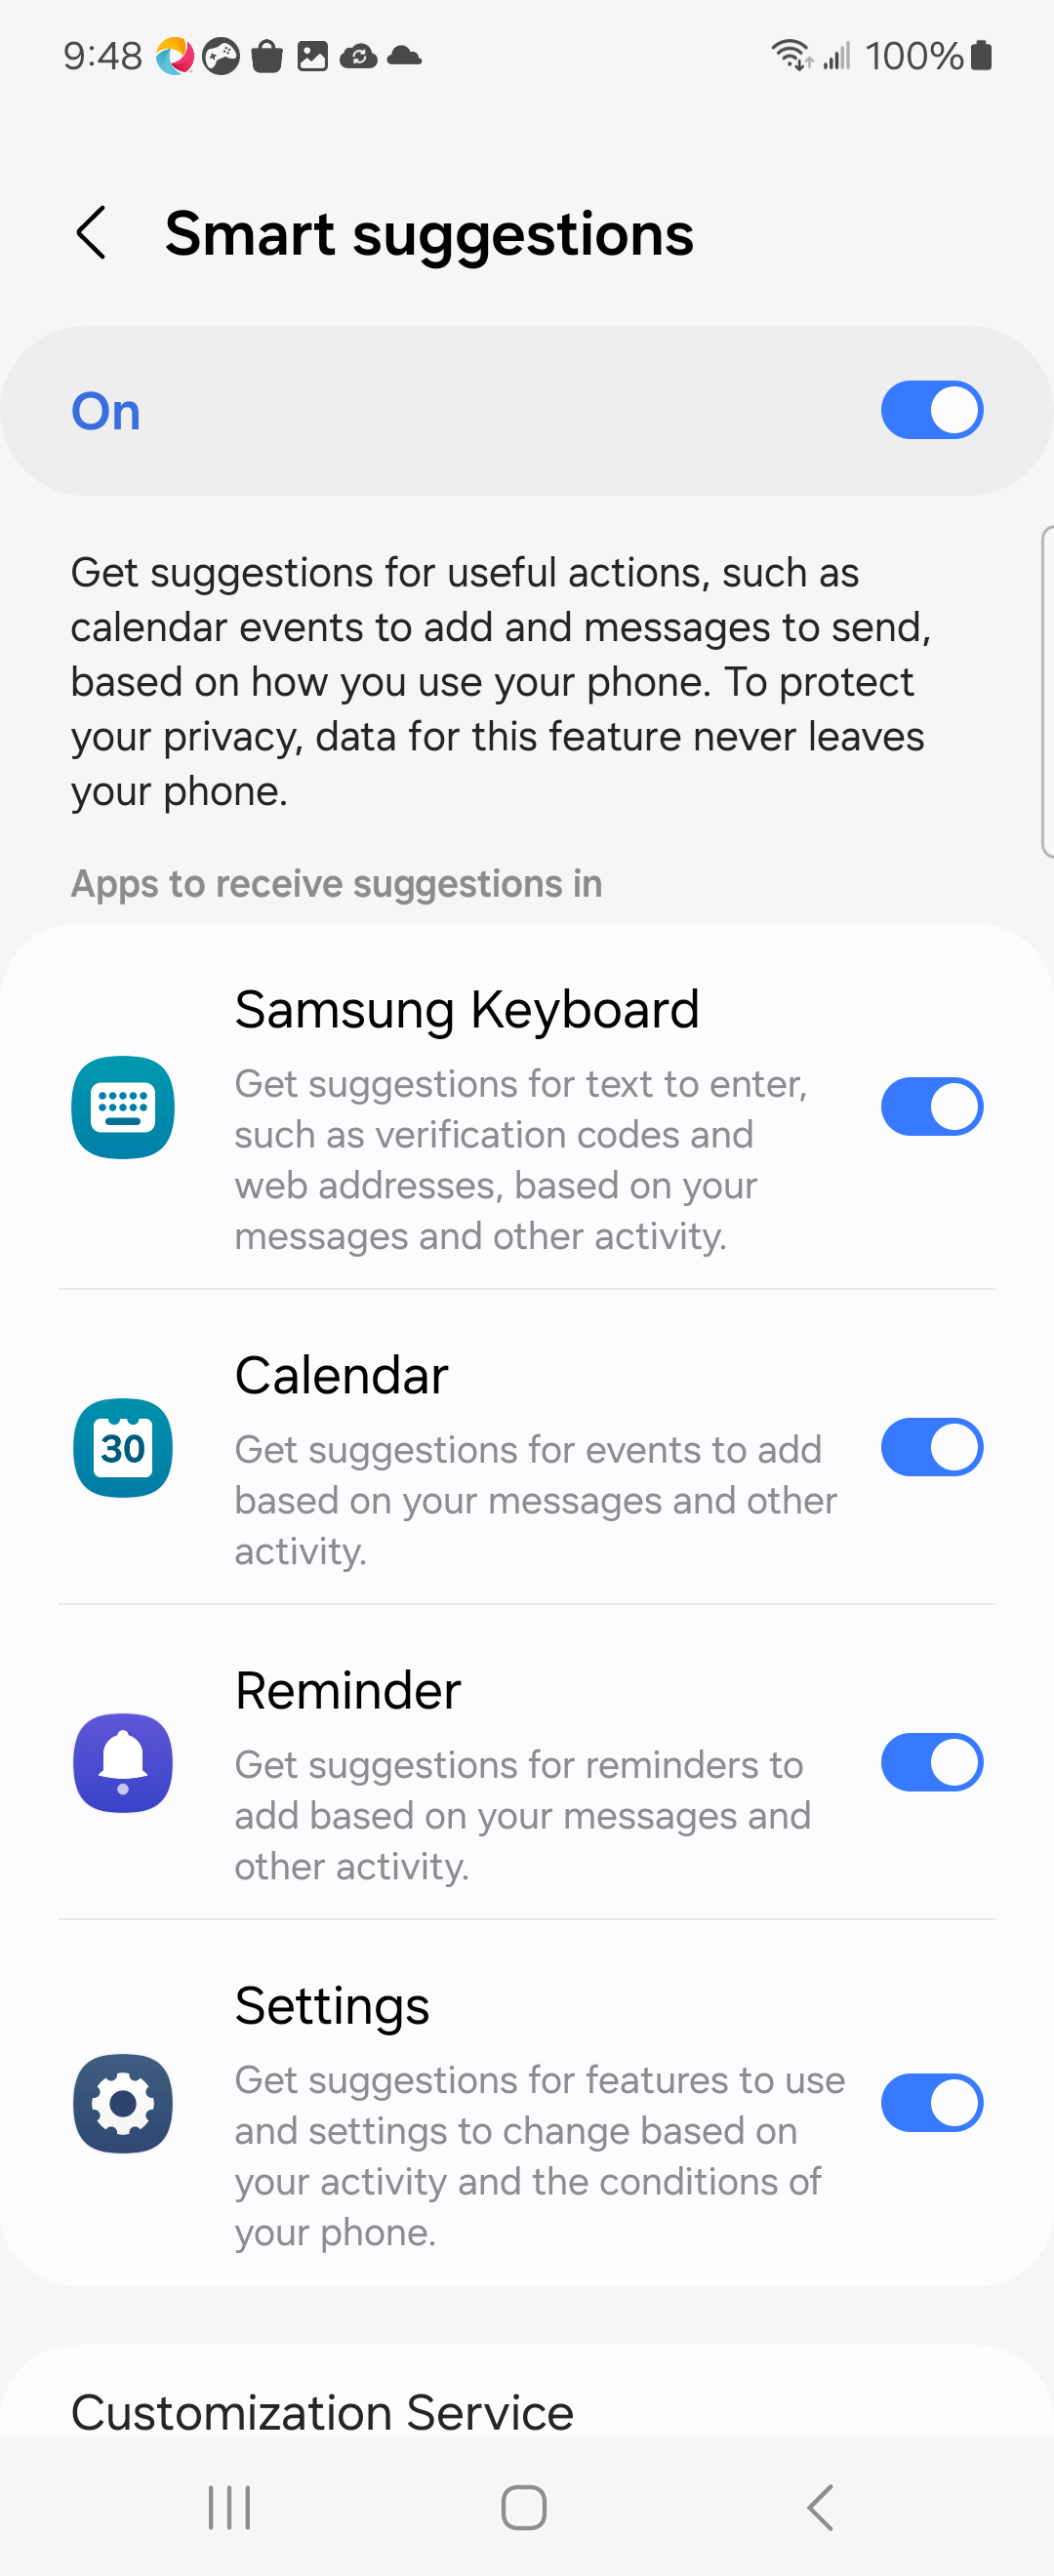 9:48
100%
Smart suggestions
On
Get suggestions for useful actions, such as
calendar events to add and messages to send,
based on how you use your phone. To protect
your privacy, data for this feature never leaves
your phone.
Apps to receive suggestions in
Samsung Keyboard
Get suggestions for text to enter,
such as verification codes and
web addresses, based on your
messages and other activity.
Calendar
30
Get suggestions for events to add
based on your messages and other
activity.
Reminder
Get suggestions for reminders to
add based on your messages and
other activity.
Settings
Get suggestions for features to use
and settings to change based on
your activity and the conditions of
your phone.
Customization Service